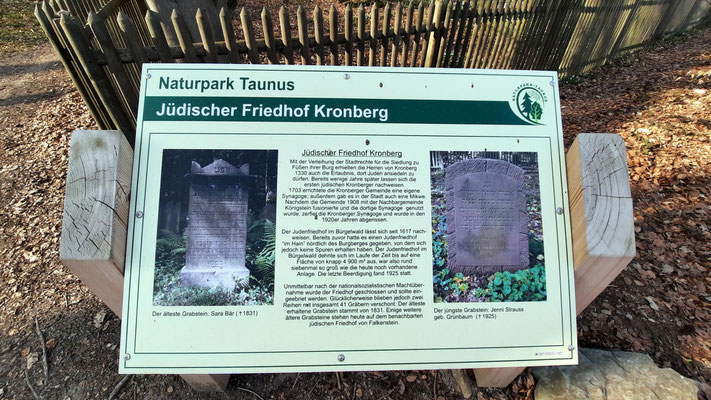 Naturpark Taunus
Jüdischer Friedhof Kronberg
Jüdischer Friedhof Kronberg
Mit der Verleihung der Stadtrechte für die Siedlung zu
Füßen ihrer Burg erhielten die Herren von Kronberg
1330 auch die Erlaubnis, dort Juden ansiedeln zu
dürfen. Bereits wenige Jahre später lassen sich die
ersten jüdischen Kronberger nachweisen.
1703 errichtete die Kronberger Gemeinde eine eigene
Synagoge; außerdem gab es in der Stadt auch eine Mikwe.
Nachdem die Gemeinde 1908 mit der Nachbargemeinde
Königstein fusionierte und die dortige Synagoge genutzt
wurde, zerfiel die Kronberger Synagoge und wurde in den
1920er Jahren abgerissen.
Der Judenfriedhof im Bürgelwald lässt sich seit 1617 nach-
weisen. Bereits zuvor hatte es einen Judenfriedhof
"im Hain" nördlich des Burgberges gegeben, von dem sich
jedoch keine Spuren erhalten haben. Der Judenfriedhof im
Bürgelwald dehnte sich im Laufe der Zeit bis auf eine
Fläche von knapp 4 900 m² aus, war also rund
siebenmal so groß wie die heute noch vorhandene
Anlage. Die letzte Beerdigung fand 1925 statt.
Unmittelbar nach der nationalsozialistischen Machtüber-
nahme wurde der Friedhof geschlossen und sollte ein-
geebnet werden. Glücklicherweise blieben jedoch zwei
Reihen mit insgesamt 41 Gräbern verschont. Der älteste
erhaltene Grabstein stammt von 1831. Einige weitere
ältere Grabsteine stehen heute auf dem benachbarten
jüdischen Friedhof von Falkenstein.
Der älteste Grabstein: Sara Bär (†1831)
Der jüngste Grabstein: Jenni Strauss
geb. Grünbaum (†1925)